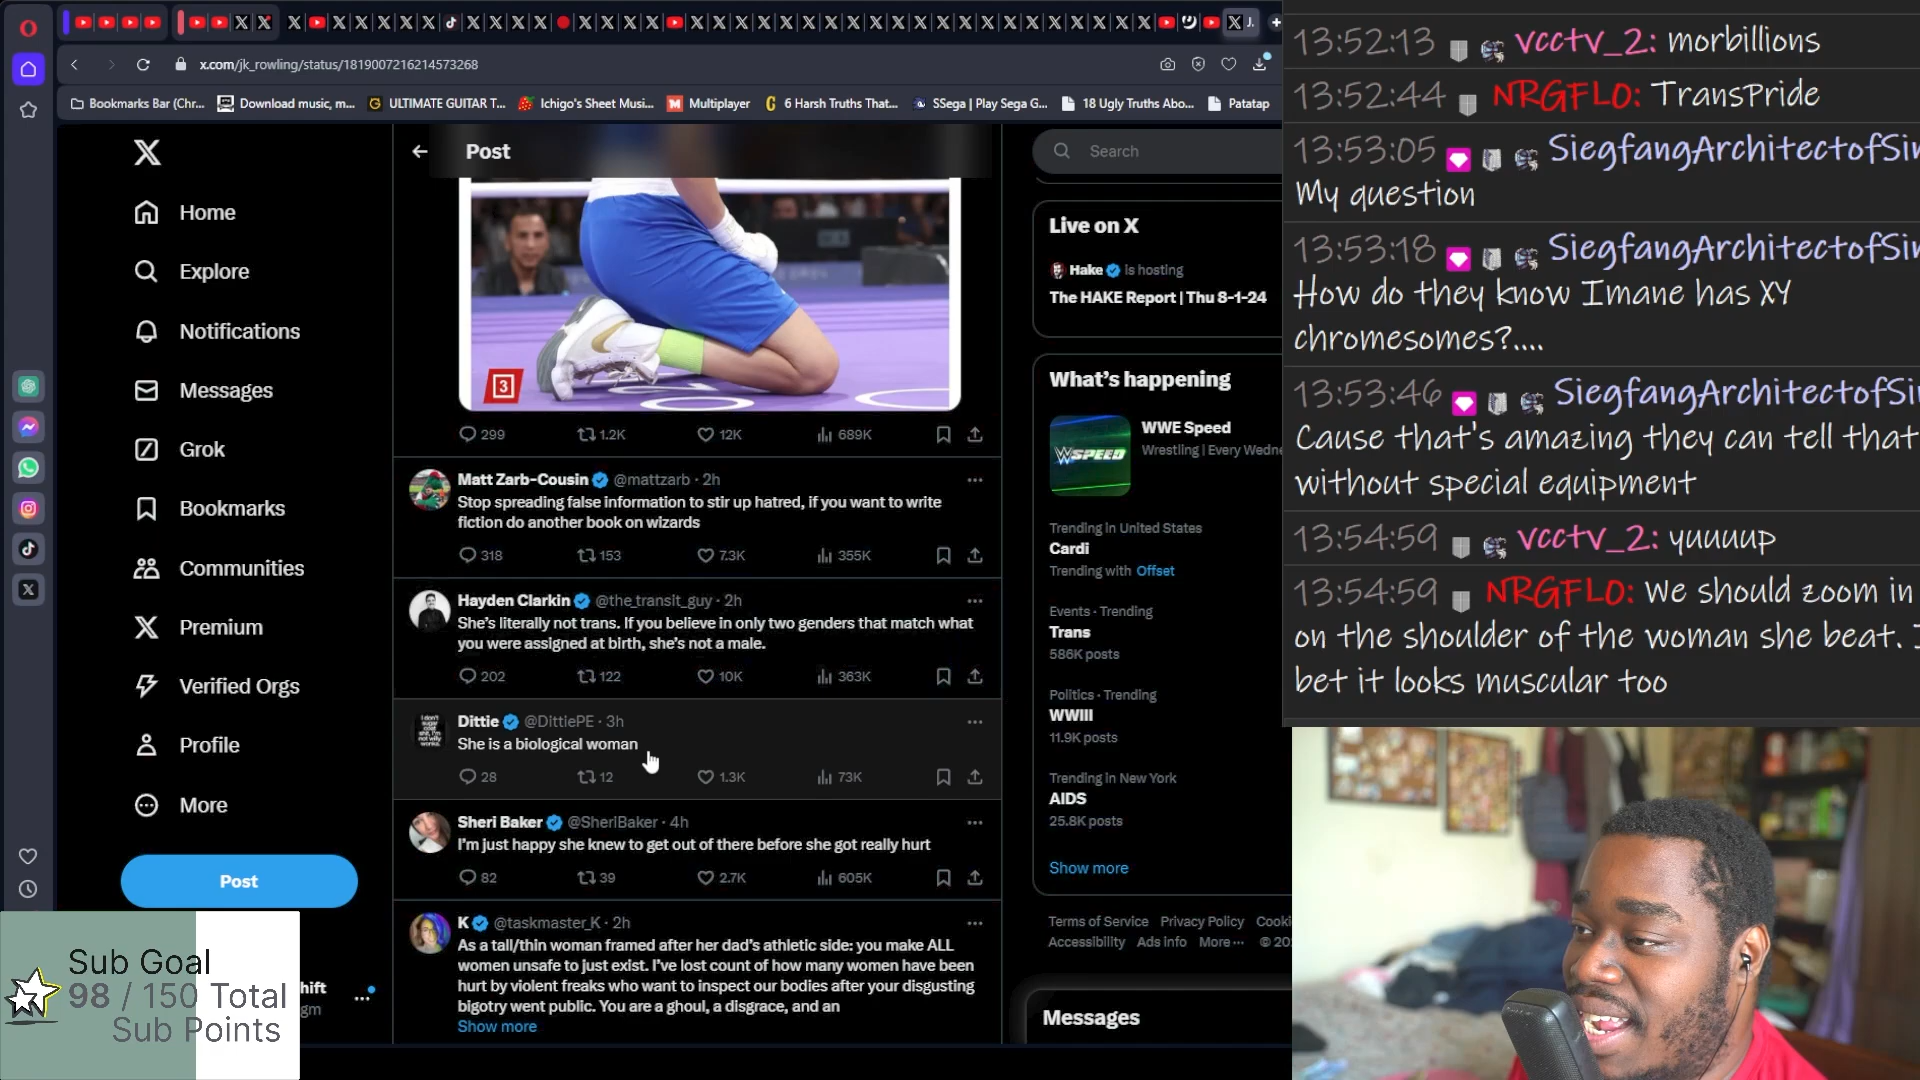 J.
x.com/jk_rowling/status/1819007216214573268
Bookmarks Bar (Chr...
Download music, m...
ULTIMATE GUITAR T...
Ichigo's Sheet Musi...
Multiplayer
6 Harsh Truths That...
SSega | Play Sega G...
18 Ugly Truths Abo...
Patatap
Home
Explore
Notifications
Messages
Grok
Bookmarks
Communities
Premium
Verified Orgs
Profile
More
Post
hift
gm
Sub Goal
98 / 150 Total
Sub Points
Post
3
299 1.2K 12K 689K
Matt Zarb-Cousin @mattzarb · 2h
Stop spreading false information to stir up hatred, if you want to write
fiction do another book on wizards
318 153 7.3K 355K
Hayden Clarkin @the_transit_guy · 2h
She's literally not trans. If you believe in only two genders that match what
you were assigned at birth, she's not a male.
202 122 10K 363K
Dittie @DittiePE · 3h
She is a biological woman
28 12 1.3K 73K
Sheri Baker @SherlBaker · 4h
I'm just happy she knew to get out of there before she got really hurt
82 39 2.7K 605K
K @taskmaster_K · 2h
As a tall/thin woman framed after her dad's athletic side: you make ALL
women unsafe to just exist. I've lost count of how many women have been
hurt by violent freaks who want to inspect our bodies after your disgusting
bigotry went public. You are a ghoul, a disgrace, and an
Show more
Search
Live on X
Hake is hosting
The HAKE Report | Thu 8-1-24
What's happening
WWE Speed
Wrestling | Every Wedne
SPEED
Trending in United States
Cardi
Trending with Offset
Events · Trending
Trans
586K posts
Politics · Trending
WWIII
11.9K posts
Trending in New York
AIDS
25.8K posts
Show more
Terms of Service Privacy Policy Cooki
Accessibility Ads info More ··· © 20
Messages
13:52:13 vcctv_2: morbillions
13:52:44 NRGFLO: TransPride
13:53:05 SiegfangArchitectofSi
My question
13:53:18 SiegfangArchitectofSi
How do they know Imane has XY
chromesomes?....
13:53:46 SiegfangArchitectofSi
Cause that's amazing they can tell that
without special equipment
13:54:59 vcctv_2: yuuuup
13:54:59 NRGFLO: We should zoom in
on the shoulder of the woman she beat. I
bet it looks muscular too